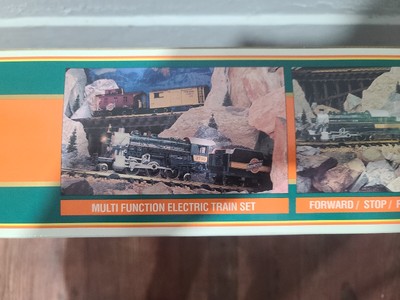 MULTI FUNCTION ELECTRIC TRAIN SET
FORWARD / STOP /